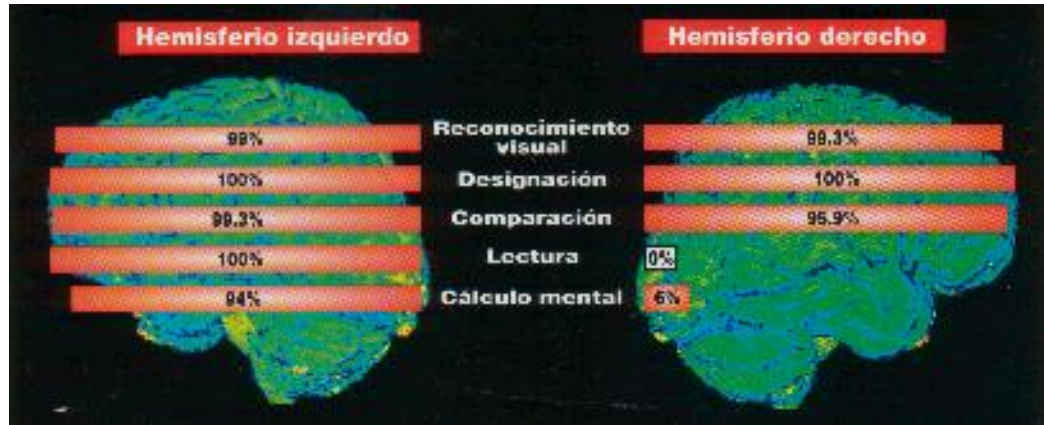 Hemisferio izquierdo
Hemisferio derecho
98% Reconocimiento visual 99.3%
100% Designación 100%
99.3% Comparación 95.9%
100% Lectura 0%
94% Cálculo mental 6%